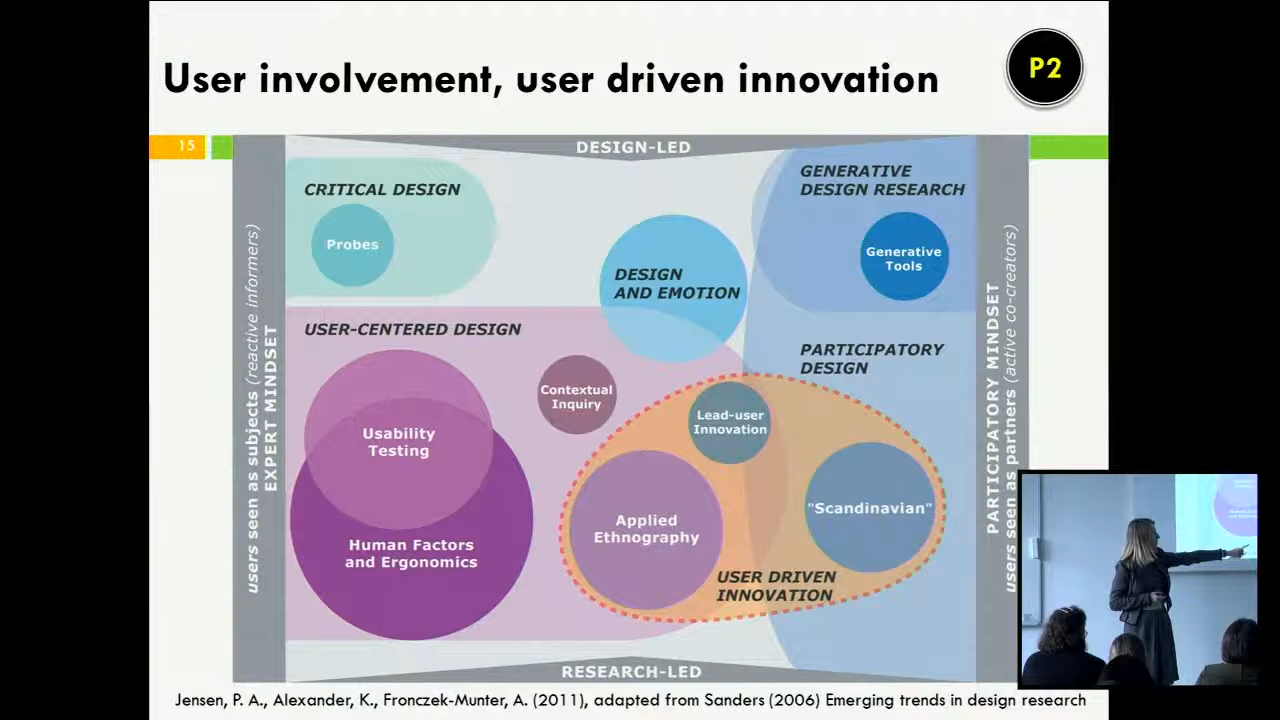 User involvement, user driven innovation
P2
15
DESIGN-LED
CRITICAL DESIGN
Probes
GENERATIVE
DESIGN RESEARCH
Generative
Tools
DESIGN
AND EMOTION
USER-CENTERED DESIGN
PARTICIPATORY
DESIGN
Contextual
Inquiry
Lead-user
Innovation
Usability
Testing
"Scandinavian"
Applied
Ethnography
Human Factors
and Ergonomics
USER DRIVEN
INNOVATION
users seen as subjects (reactive informers)
EXPERT MINDSET
PARTICIPATORY MINDSET
users seen as partners (active co-creators)
RESEARCH-LED
Jensen, P. A., Alexander, K., Fronczek-Munter, A. (2011), adapted from Sanders (2006) Emerging trends in design research